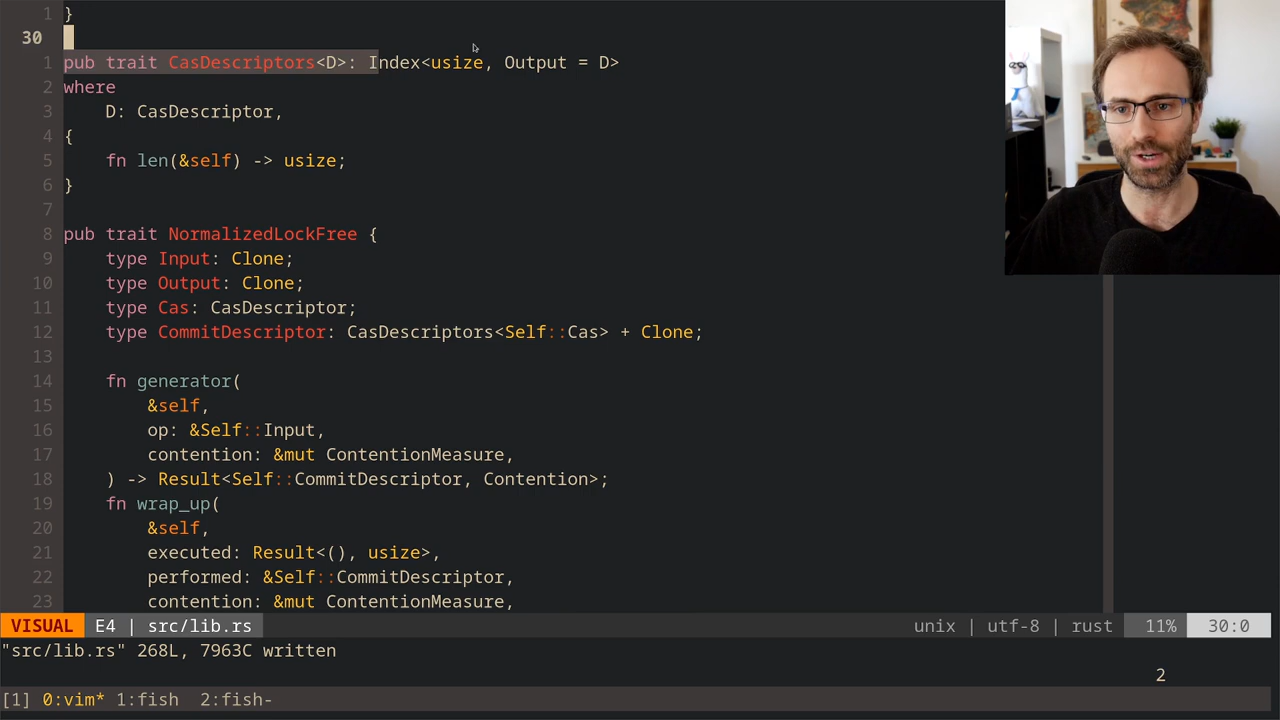 1 }
30
1 pub trait CasDescriptors<D>: Index<usize, Output = D>
2 where
3     D: CasDescriptor,
4 {
5     fn len(&self) -> usize;
6 }
7
8 pub trait NormalizedLockFree {
9     type Input: Clone;
10     type Output: Clone;
11     type Cas: CasDescriptor;
12     type CommitDescriptor: CasDescriptors<Self::Cas> + Clone;
13
14     fn generator(
15         &self,
16         op: &Self::Input,
17         contention: &mut ContentionMeasure,
18     ) -> Result<Self::CommitDescriptor, Contention>;
19     fn wrap_up(
20         &self,
21         executed: Result<(), usize>,
22         performed: &Self::CommitDescriptor,
23         contention: &mut ContentionMeasure,
VISUAL E4 | src/lib.rs unix | utf-8 | rust 11% 30:0
"src/lib.rs" 268L, 7963C written
2
[1] 0:vim* 1:fish 2:fish-